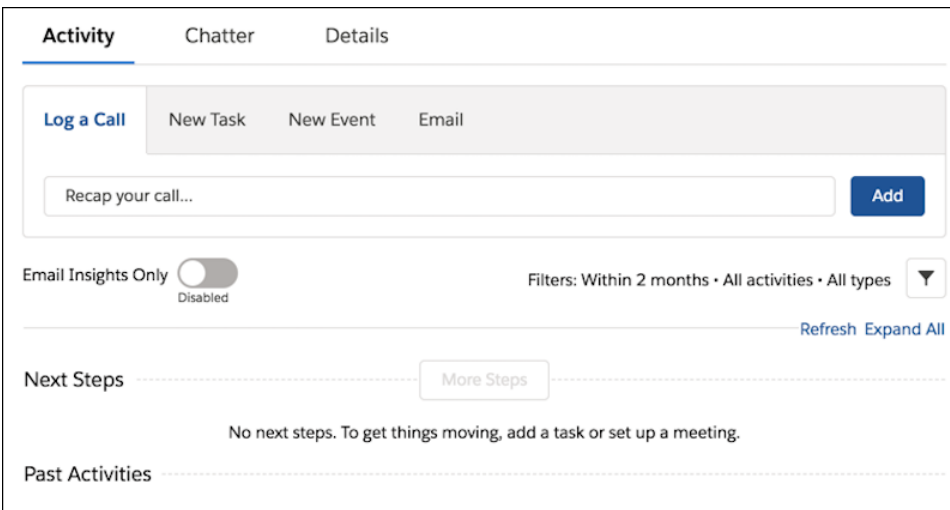 Activity Chatter Details
Log a Call New Task New Event Email
Recap your call... Add
Email Insights Only Disabled Filters: Within 2 months • All activities • All types
Refresh Expand All
Next Steps More Steps
No next steps. To get things moving, add a task or set up a meeting.
Past Activities